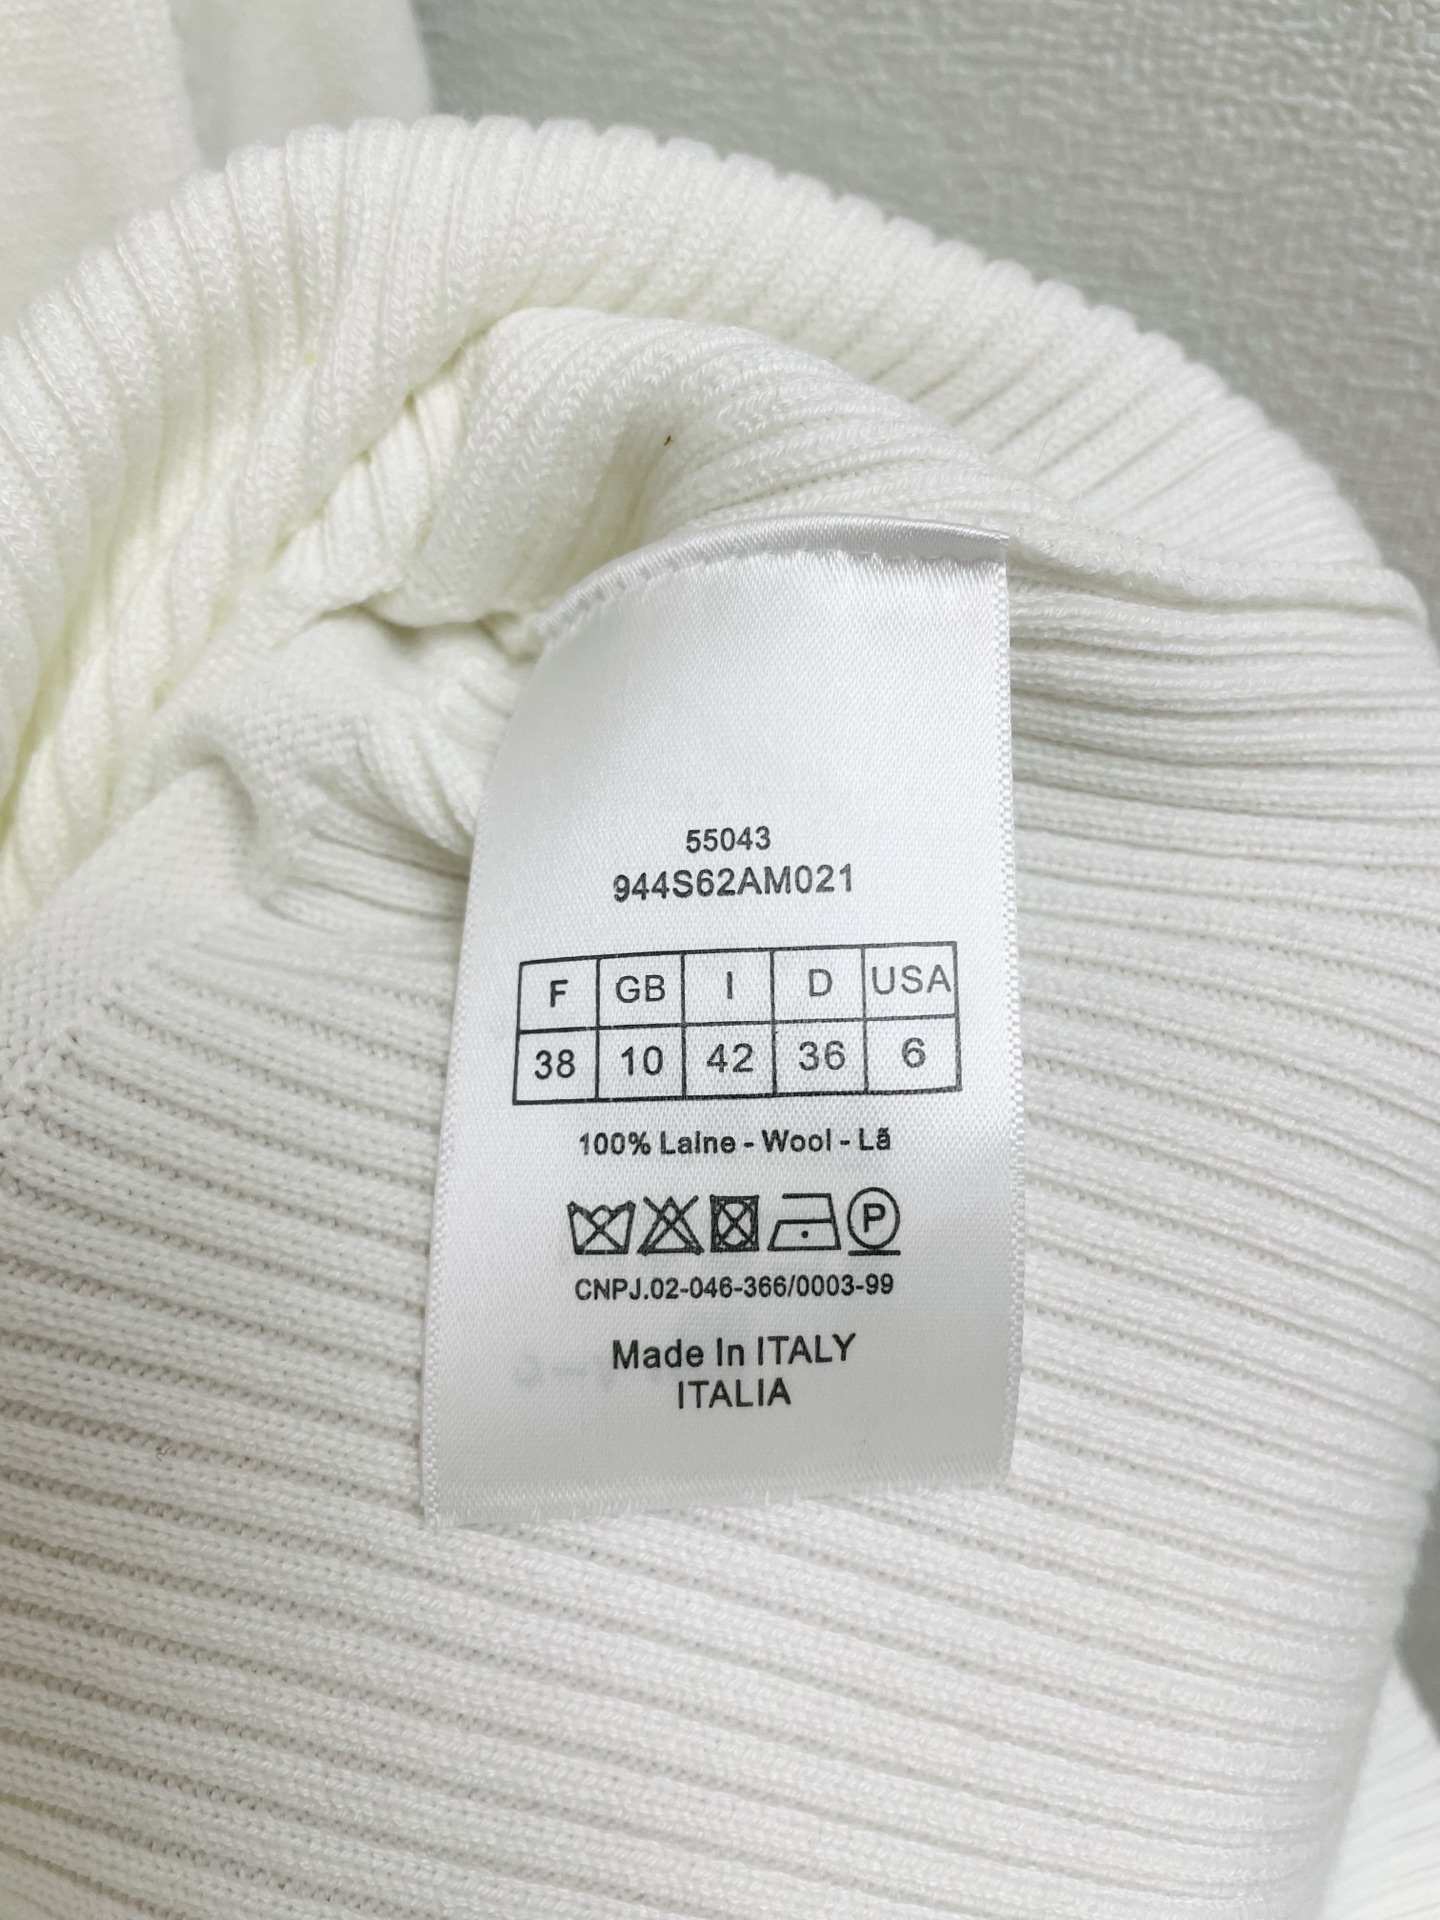 55043
944S62AM021
F GB I D USA
38 10 42 36 6
100% Laine - Wool - Lã
P
CNPJ.02-046-366/0003-99
Made In ITALY
ITALIA